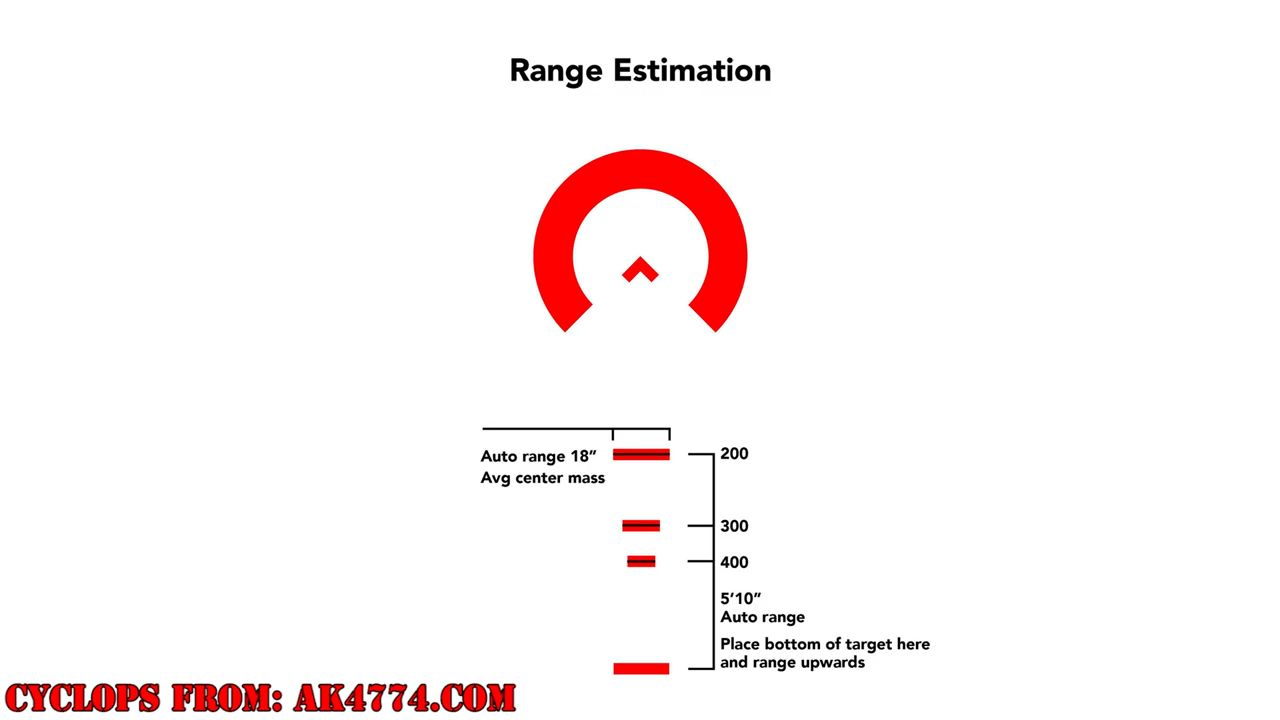 Range Estimation
Auto range 18”
Avg center mass
200
300
400
5’10”
Auto range
Place bottom of target here
and range upwards
CYCLOPS FROM: AK4774.COM